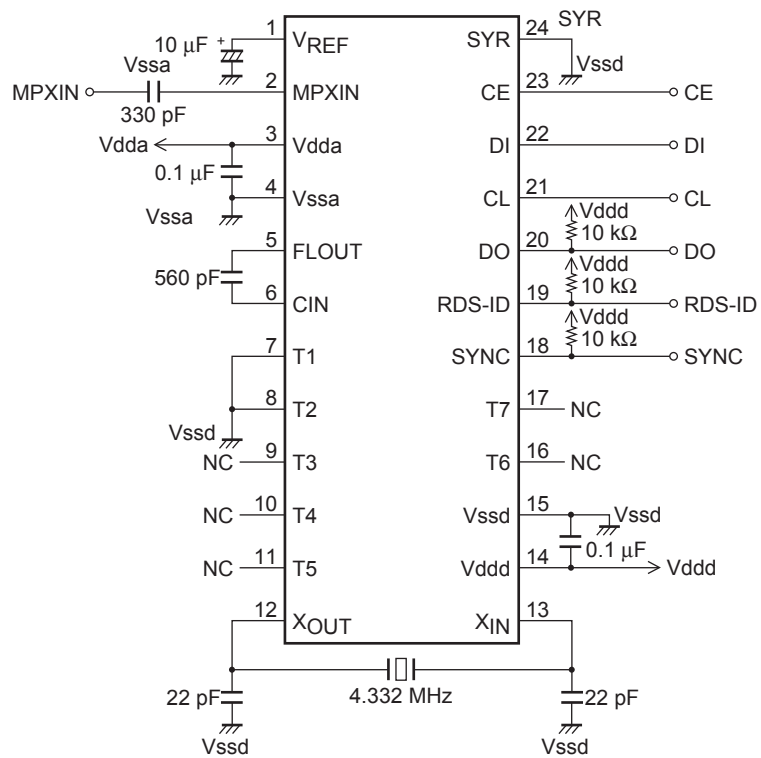 SYR
1
24
10 µF +
VREF
SYR
Vssa
Vssd
2
23
MPXIN
MPXIN
CE
CE
330 pF
3
22
Vdda
Vdda
DI
DI
0.1 µF
4
21
Vssa
CL
CL
Vssa
Vddd
10 kΩ
5
20
FLOUT
DO
DO
Vddd
560 pF
10 kΩ
6
19
CIN
RDS-ID
RDS-ID
Vddd
10 kΩ
7
18
T1
SYNC
SYNC
8
17
T2
T7
NC
Vssd
9
16
NC
T3
T6
NC
10
15
NC
T4
Vssd
Vssd
0.1 µF
11
14
NC
T5
Vddd
Vddd
12
13
XOUT
XIN
22 pF
4.332 MHz
22 pF
Vssd
Vssd